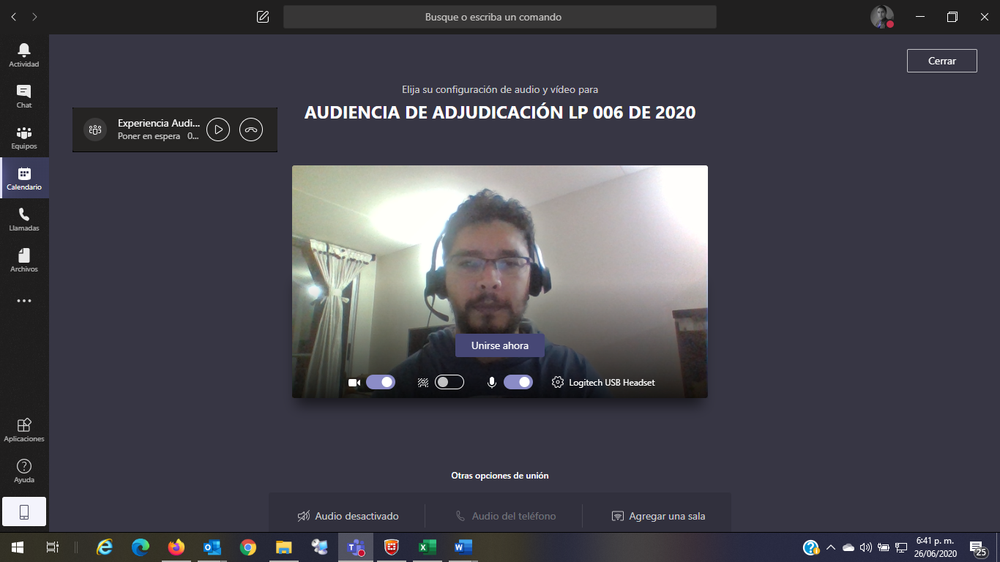 Busque o escriba un comando
Actividad
Chat
Equipos
Calendario
Llamadas
Archivos
Aplicaciones
Ayuda
Cerrar
Elija su configuración de audio y vídeo para
AUDIENCIA DE ADJUDICACIÓN LP 006 DE 2020
Experiencia Audi...
Poner en espera 0...
Unirse ahora
Logitech USB Headset
Otras opciones de unión
Audio desactivado
Audio del teléfono
Agregar una sala
6:41 p. m.
26/06/2020
25